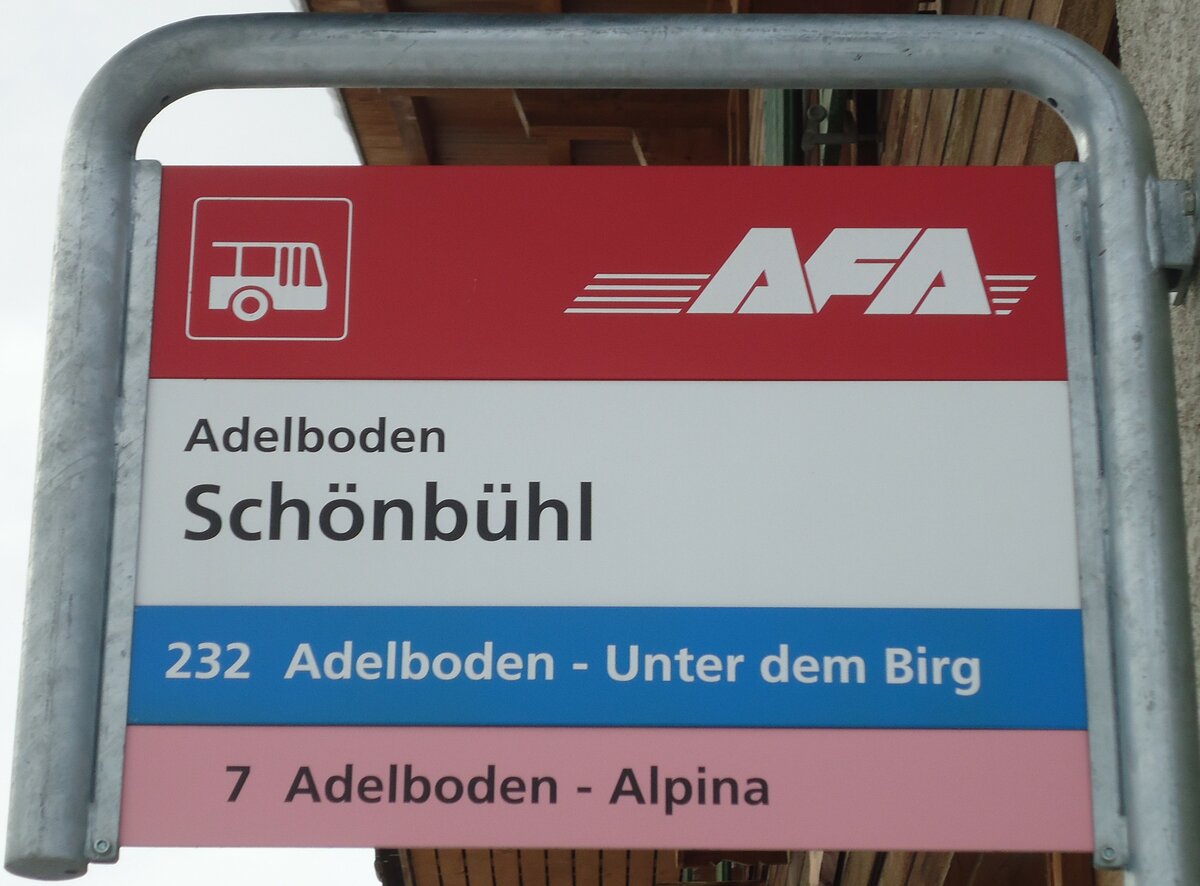 AFA
Adelboden
Schönbühl
232 Adelboden - Unter dem Birg
7 Adelboden - Alpina